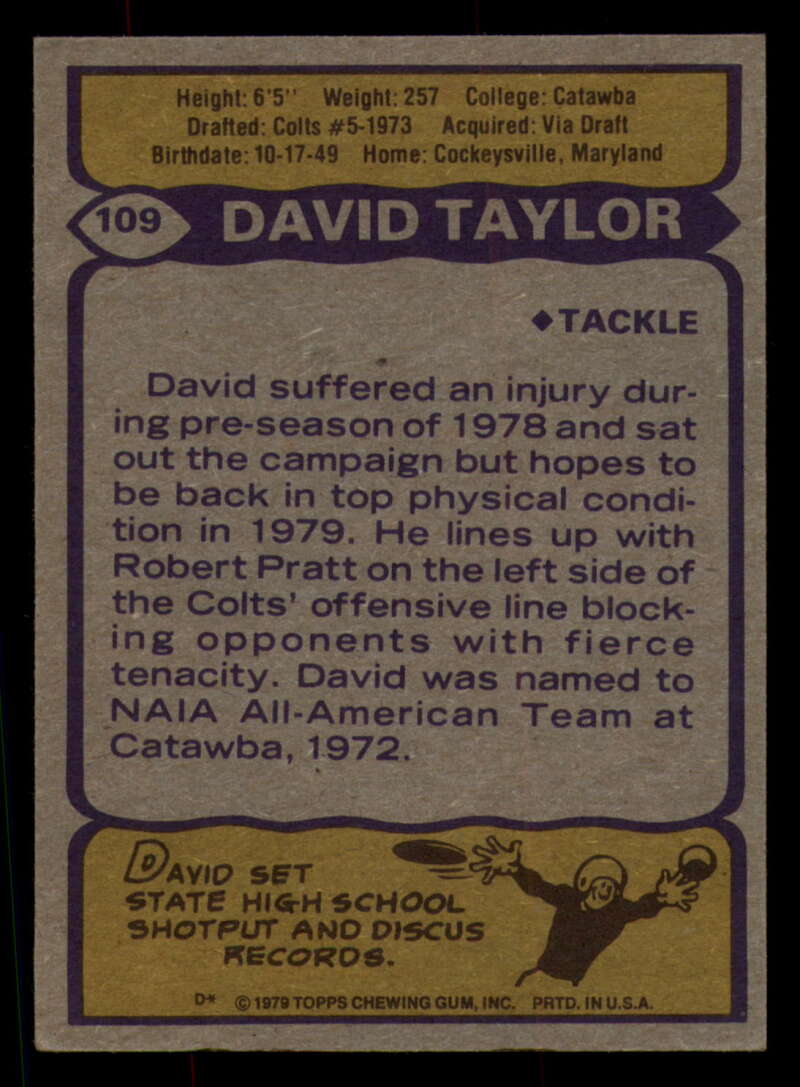 Height: 6'5" Weight: 257 College: Catawba
Drafted: Colts #5-1973 Acquired: Via Draft
Birthdate: 10-17-49 Home: Cockeysville, Maryland
109 DAVID TAYLOR
◆TACKLE
David suffered an injury dur-
ing pre-season of 1978 and sat
out the campaign but hopes to
be back in top physical condi-
tion in 1979. He lines up with
Robert Pratt on the left side of
the Colts' offensive line block-
ing opponents with fierce
tenacity. David was named to
NAIA All-American Team at
Catawba, 1972.
DAVID SET
STATE HIGH SCHOOL
SHOTPUT AND DISCUS
RECORDS.
D* © 1979 TOPPS CHEWING GUM, INC. PRTD. IN U.S.A.